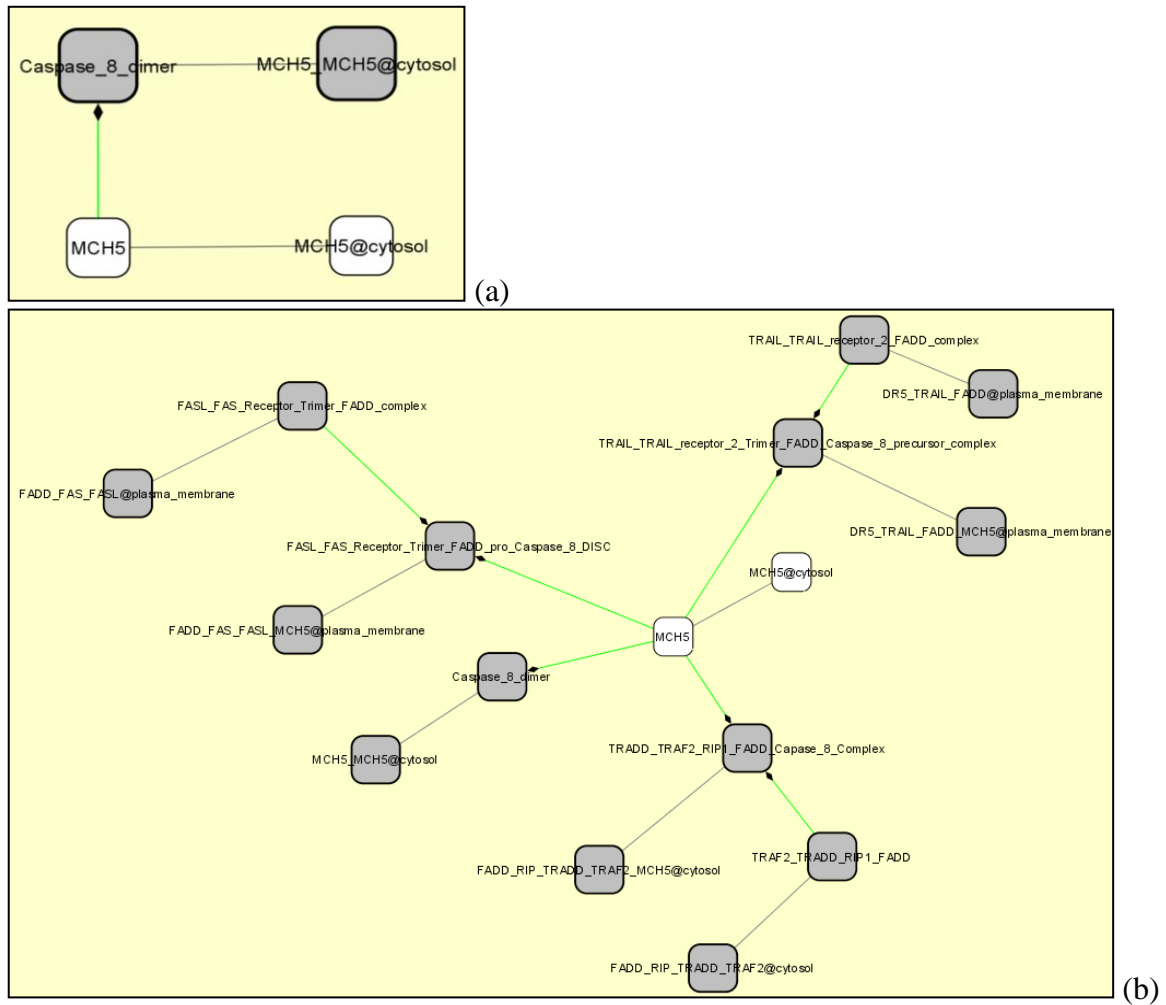 Caspase_8_dimer
MCH5_MCH5@cytosol
MCH5
MCH5@cytosol
(a)
TRAIL_TRAIL_receptor_2_FADD_complex
DR5_TRAIL_FADD@plasma_membrane
FASL_FAS_Receptor_Trimer_FADD_complex
TRAIL_TRAIL_receptor_2_Trimer_FADD_Caspase_8_precursor_complex
FADD_FAS_FASL@plasma_membrane
DR5_TRAIL_FADD_MCH5@plasma_membrane
FASL_FAS_Receptor_Trimer_FADD_pro_Caspase_8_DISC
MCH5@cytosol
FADD_FAS_FASL_MCH5@plasma_membrane
MCH5
Caspase_8_dimer
TRADD_TRAF2_RIP1_FADD_Capase_8_Complex
MCH5_MCH5@cytosol
TRAF2_TRADD_RIP1_FADD
FADD_RIP_TRADD_TRAF2_MCH5@cytosol
FADD_RIP_TRADD_TRAF2@cytosol
(b)